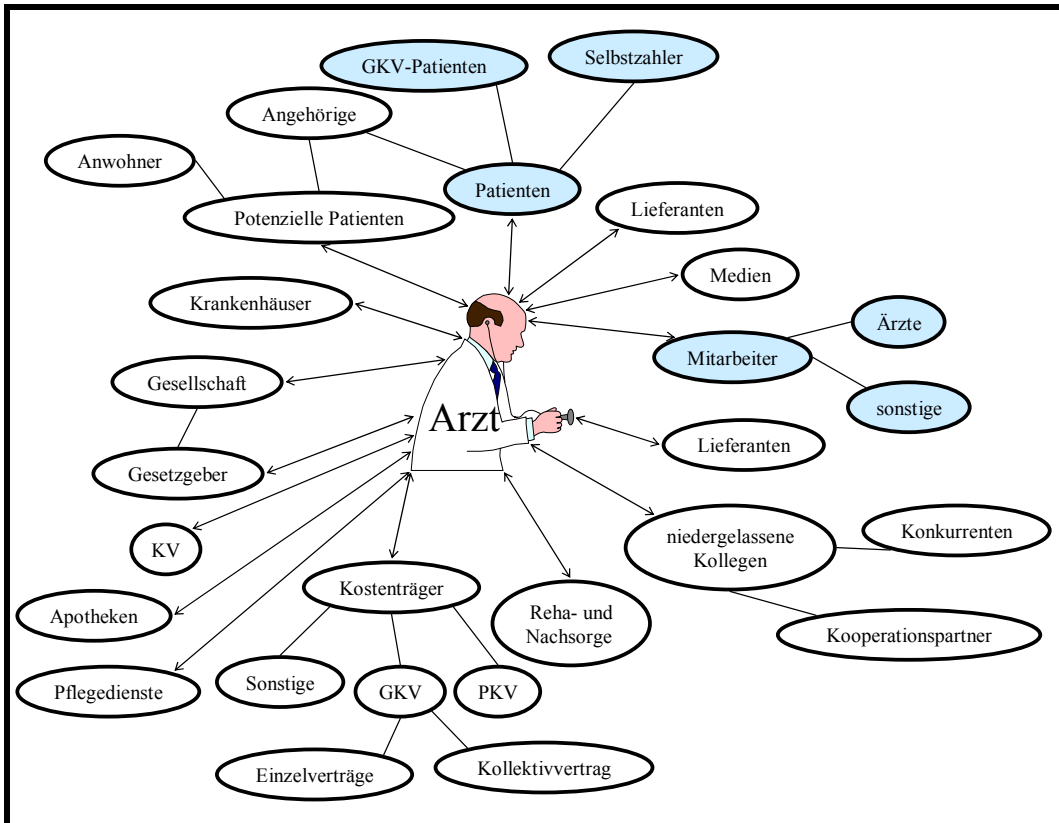 Selbstzahler
GKV-Patienten
Angehörige
Anwohner
Patienten
Potenzielle Patienten
Lieferanten
Medien
Krankenhäuser
Ärzte
Mitarbeiter
Gesellschaft
sonstige
Arzt
Lieferanten
Gesetzgeber
KV
niedergelassene
Kollegen
Konkurrenten
Kostenträger
Apotheken
Reha- und
Nachsorge
Kooperationspartner
Pflegedienste
Sonstige
GKV
PKV
Einzelverträge
Kollektivvertrag